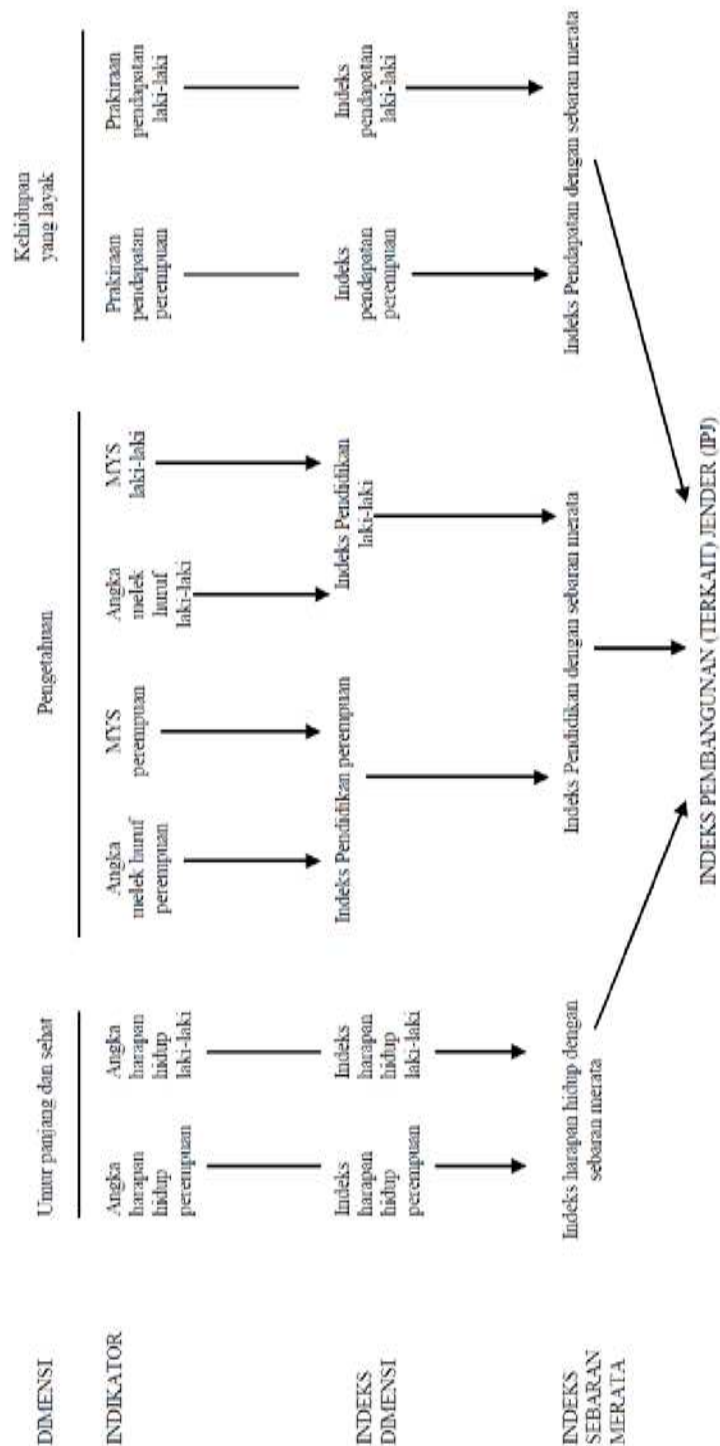 DIMENSI
Umur panjang dan sehat
Pengetahuan
Kehidupan
yang layak
INDIKATOR
Angka
harapan
hidup
perempuan
Angka
harapan
hidup
laki-laki
Angka
melek huruf
perempuan
MYS
perempuan
Angka
melek
huruf
laki-laki
MYS
laki-laki
Prakiraan
pendapatan
perempuan
Prakiraan
pendapatan
laki-laki
INDEKS
DIMENSI
Indeks
harapan
hidup
perempuan
Indeks
harapan
hidup
laki-laki
Indeks Pendidikan perempuan
Indeks Pendidikan
laki-laki
Indeks
pendapatan
perempuan
Indeks
pendapatan
laki-laki
INDEKS
SEBARAN
MERATA
Indeks harapan hidup dengan
sebaran merata
Indeks Pendidikan dengan sebaran merata
Indeks Pendapatan dengan sebaran merata
INDEKS PEMBANGUNAN (TERKAIT) JENDER (IPJ)